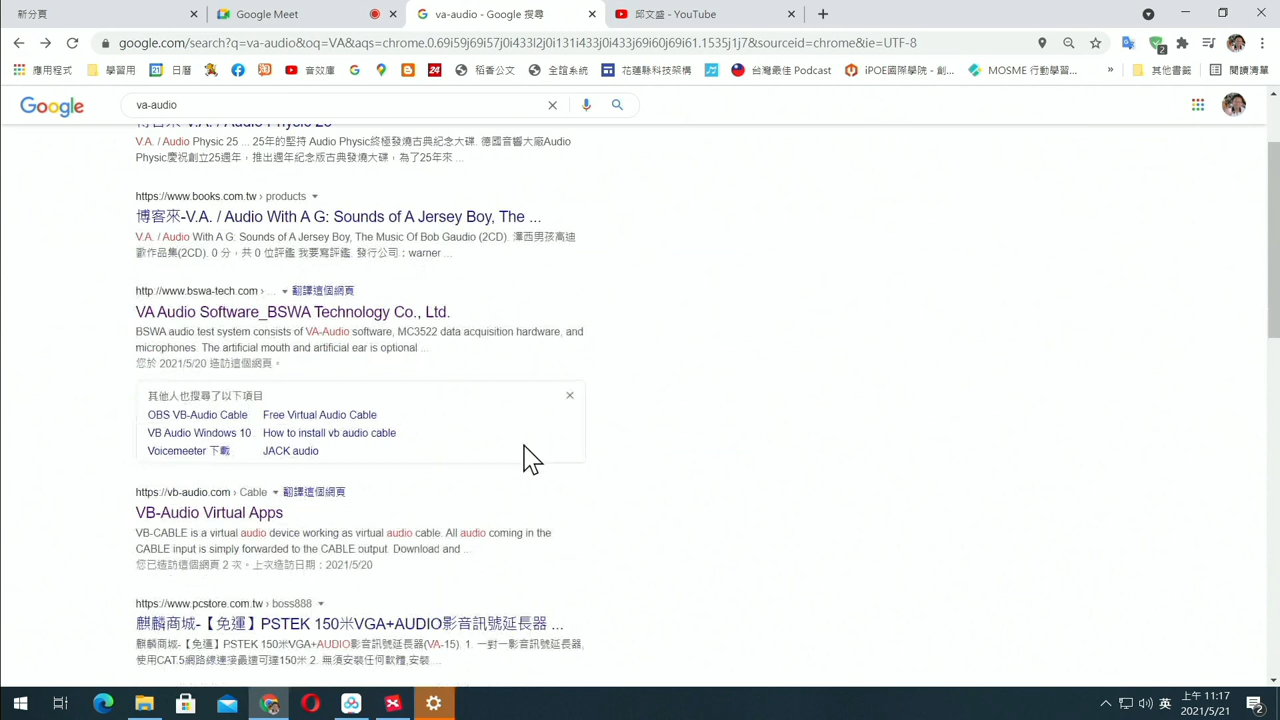 新分頁
Google Meet
va-audio - Google 搜尋
邱文盛 - YouTube
google.com/search?q=va-audio&oq=VA&aqs=chrome.0.69i59j69i57j0i433l2j0i131i433j0i433j69i60j69i61.1535j1j7&sourceid=chrome&ie=UTF-8
2
應用程式
學習用
日曆
音效庫
稻香公文
全誼系統
花蓮縣科技架構
台灣最佳 Podcast
iPOE國際學院 - 創...
MOSME 行動學習...
»
其他書籤
閱讀清單
Google
va-audio
V.A. / Audio Physic 25 ... 25年的堅持 Audio Physic終極發燒古典紀念大碟. 德國音響大廠Audio
Physic慶祝創立25週年，推出週年紀念版古典發燒大碟，為了25年來 ...
https://www.books.com.tw › products
博客來-V.A. / Audio With A G: Sounds of A Jersey Boy, The ...
V.A. / Audio With A G: Sounds of A Jersey Boy, The Music Of Bob Gaudio (2CD). 澤西男孩高迪
歐作品集(2CD). 0 分，共 0 位評鑑 我要寫評鑑. 發行公司：warner ...
http://www.bswa-tech.com › ... 翻譯這個網頁
VA Audio Software_BSWA Technology Co., Ltd.
BSWA audio test system consists of VA-Audio software, MC3522 data acquisition hardware, and
microphones. The artificial mouth and artificial ear is optional ...
您於 2021/5/20 造訪這個網頁。
其他人也搜尋了以下項目
OBS VB-Audio Cable Free Virtual Audio Cable
VB Audio Windows 10 How to install vb audio cable
Voicemeeter 下載 JACK audio
https://vb-audio.com › Cable 翻譯這個網頁
VB-Audio Virtual Apps
VB-CABLE is a virtual audio device working as virtual audio cable. All audio coming in the
CABLE input is simply forwarded to the CABLE output. Download and ...
您已造訪這個網頁 2 次。上次造訪日期：2021/5/20
https://www.pcstore.com.tw › boss888
麒麟商城-【免運】PSTEK 150米VGA+AUDIO影音訊號延長器 ...
麒麟商城-【免運】PSTEK 150米VGA+AUDIO影音訊號延長器(VA-15). 1. 一對一影音訊號延長器,
使用CAT.5網路線連接最遠可達150米 2. 無須安裝任何軟體,安裝 ...
英
上午 11:17
2021/5/21
2